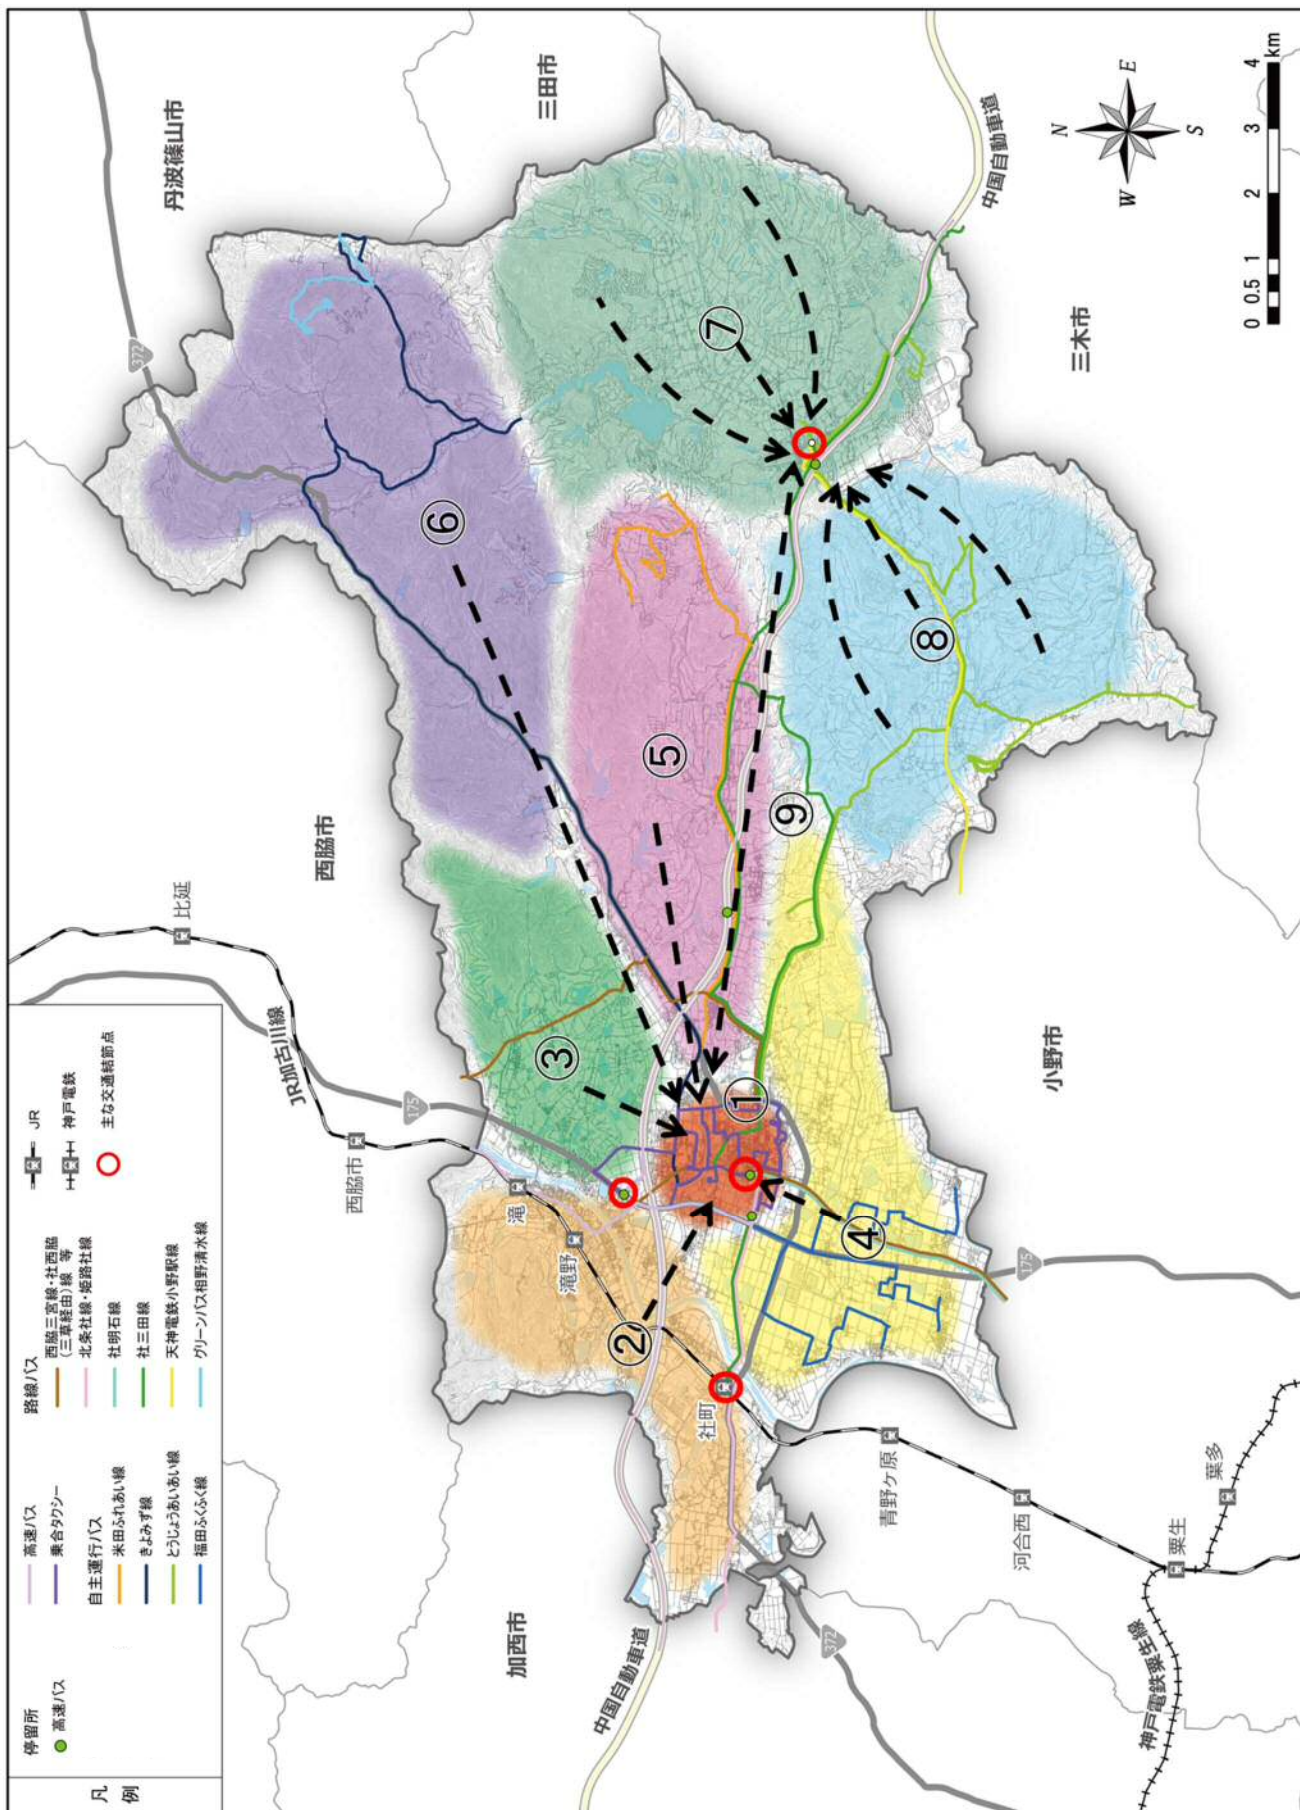 凡例
停留所
高速バス
高速バス
乗合タクシー
自主運行バス
米田ふれあい線
きよみず線
とうじょうあいあい線
福田ふくふく線
路線バス
西脇三宮線・社西脇
(三草経由)線 等
北条社線・姫路社線
社明石線
社三田線
天神電鉄小野駅線
グリーンバス相野清水線
JR
神戸電鉄
主な交通結節点
丹波篠山市
三田市
西脇市
加西市
小野市
三木市
372
175
比延
JR加古川線
西脇市
滝
滝野
社町
青野ヶ原
河合西
粟生
葉多
神戸電鉄粟生線
中国自動車道
中国自動車道
372
175
①
②
③
④
⑤
⑥
⑦
⑧
⑨
N
E
S
W
0 0.5 1 2 3 4
km